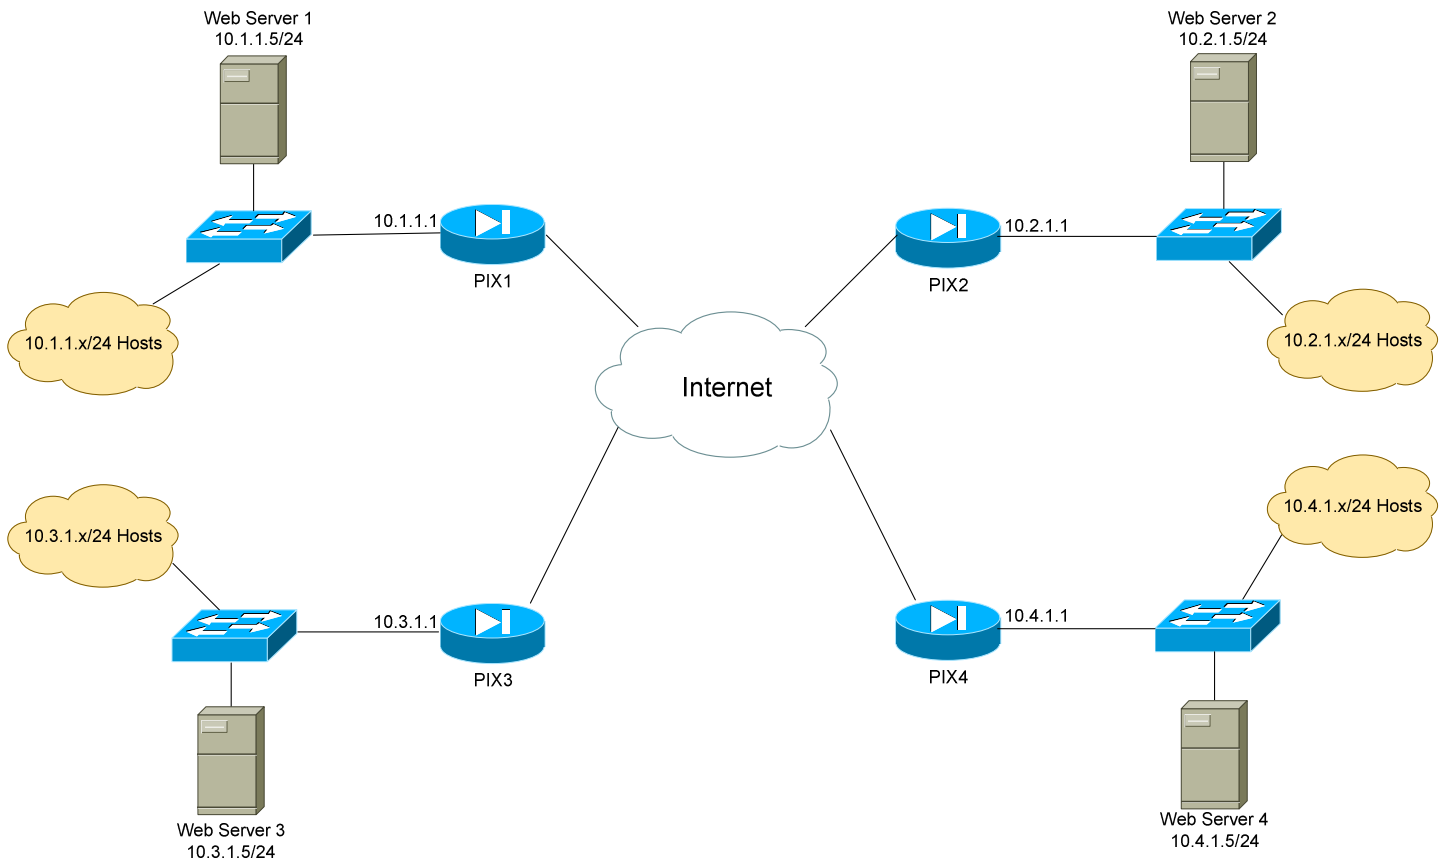 Web Server 1
10.1.1.5/24
Web Server 2
10.2.1.5/24
10.1.1.1
PIX1
10.2.1.1
PIX2
10.1.1.x/24 Hosts
10.2.1.x/24 Hosts
Internet
10.3.1.x/24 Hosts
10.4.1.x/24 Hosts
10.3.1.1
PIX3
10.4.1.1
PIX4
Web Server 3
10.3.1.5/24
Web Server 4
10.4.1.5/24